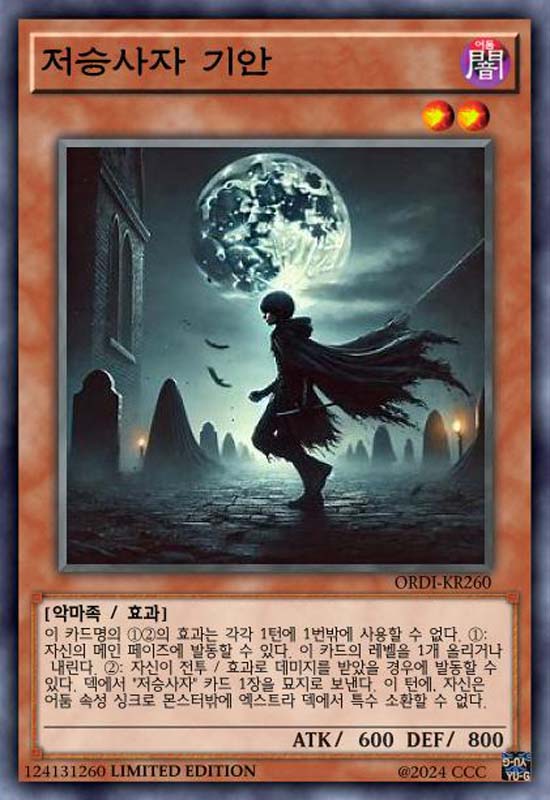 저승사자 기안
어둠
闇
ORDI-KR260
[악마족 / 효과]
이 카드명의 ①②의 효과는 각각 1턴에 1번밖에 사용할 수 없다. ①:
자신의 메인 페이즈에 발동할 수 있다. 이 카드의 레벨을 1개 올리거나
내린다. ②: 자신이 전투 / 효과로 데미지를 받았을 경우에 발동할 수
있다. 덱에서 "저승사자" 카드 1장을 묘지로 보낸다. 이 턴에, 자신은
어둠 속성 싱크로 몬스터밖에 엑스트라 덱에서 특수 소환할 수 없다.
ATK/ 600 DEF/ 800
124131260 LIMITED EDITION ©2024 CCC